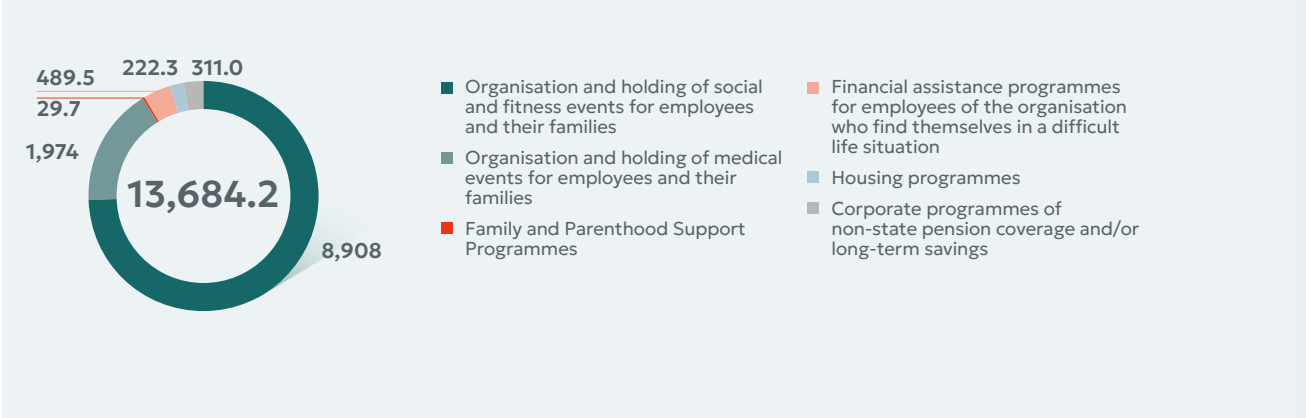 489.5
222.3
311.0
29.7
1,974
13,684.2
8,908
Organisation and holding of social
and fitness events for employees
and their families
Organisation and holding of medical
events for employees and their
families
Family and Parenthood Support
Programmes
Financial assistance programmes
for employees of the organisation
who find themselves in a difficult
life situation
Housing programmes
Corporate programmes of
non-state pension coverage and/or
long-term savings